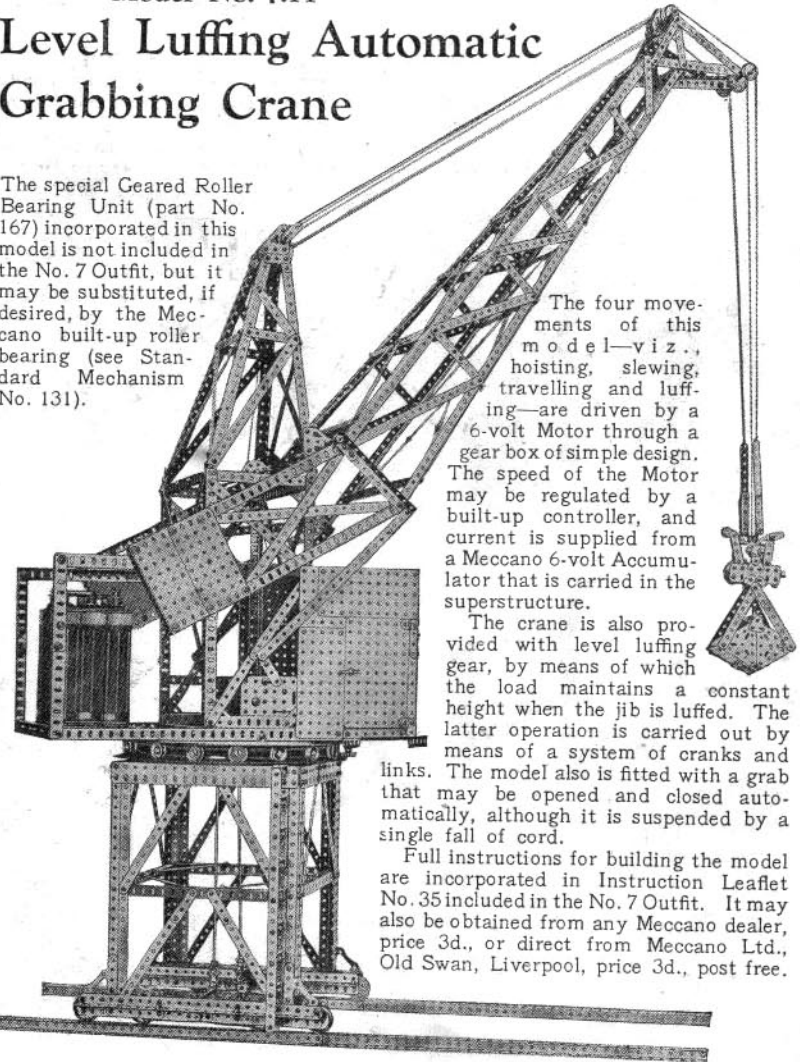 Level Luffing Automatic
Grabbing Crane
The special Geared Roller
Bearing Unit (part No.
167) incorporated in this
model is not included in
the No. 7 Outfit, but it
may be substituted, if
desired, by the Mec-
cano built-up roller
bearing (see Stan-
dard Mechanism
No. 131).
The four move-
ments of this
model—viz.,
hoisting, slewing,
travelling and luff-
ing—are driven by a
6-volt Motor through a
gear box of simple design.
The speed of the Motor
may be regulated by a
built-up controller, and
current is supplied from
a Meccano 6-volt Accumu-
lator that is carried in the
superstructure.
The crane is also pro-
vided with level luffing
gear, by means of which
the load maintains a constant
height when the jib is luffed. The
latter operation is carried out by
means of a system of cranks and
links. The model also is fitted with a grab
that may be opened and closed auto-
matically, although it is suspended by a
single fall of cord.
Full instructions for building the model
are incorporated in Instruction Leaflet
No. 35 included in the No. 7 Outfit. It may
also be obtained from any Meccano dealer,
price 3d., or direct from Meccano Ltd.,
Old Swan, Liverpool, price 3d., post free.